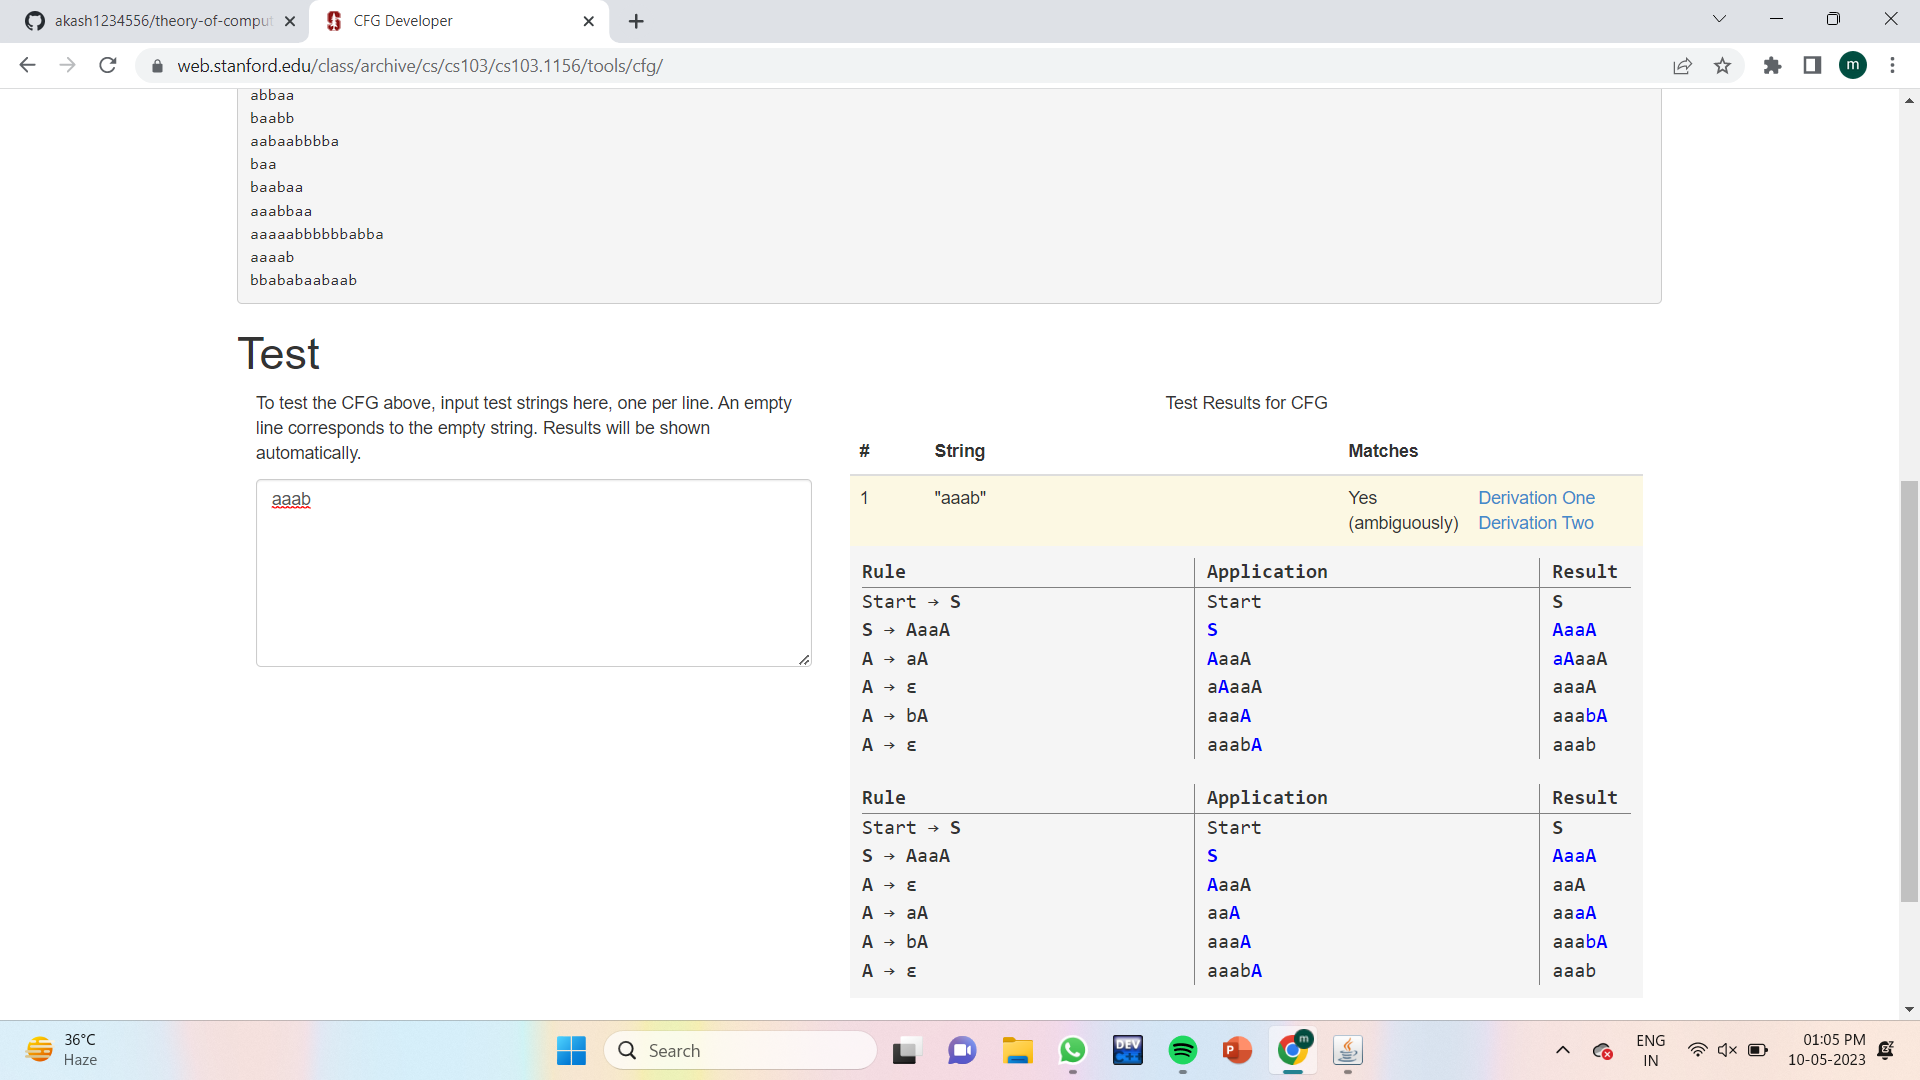 akash1234556/theory-of-comput
CFG Developer
web.stanford.edu/class/archive/cs/cs103/cs103.1156/tools/cfg/
m
abbaa
baabb
aabaabbbba
baa
baabaa
aaabbaa
aaaaabbbbbbabba
aaaab
bbababaabaab
Test
To test the CFG above, input test strings here, one per line. An empty
line corresponds to the empty string. Results will be shown
automatically.
aaab
Test Results for CFG
# String Matches
1 "aaab" Yes Derivation One
(ambiguously) Derivation Two
Rule Application Result
Start → S Start S
S → AaaA S AaaA
A → aA AaaA aAaaA
A → ε aAaaA aaaA
A → bA aaaA aaabA
A → ε aaabA aaab
Rule Application Result
Start → S Start S
S → AaaA S AaaA
A → ε AaaA aaA
A → aA aaA aaaA
A → bA aaaA aaabA
A → ε aaabA aaab
36°C
Haze
Search
DEV
C++
P
m
ENG
IN
01:05 PM
10-05-2023